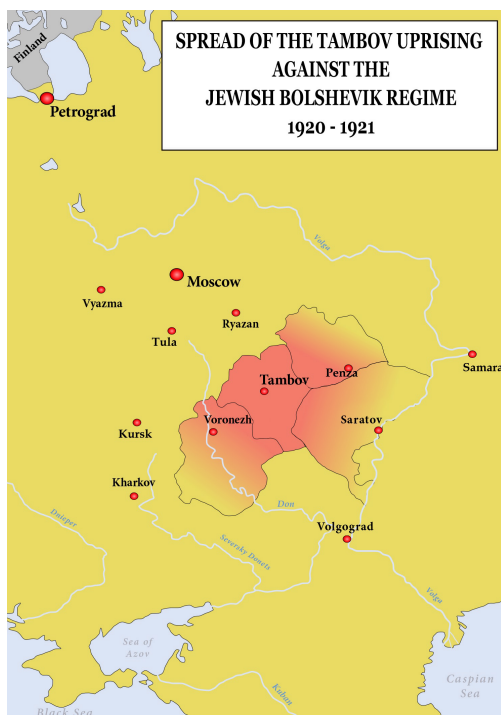 SPREAD OF THE TAMBOV UPRISING
AGAINST THE
JEWISH BOLSHEVIK REGIME
1920 - 1921
Finland
Petrograd
Volga
Moscow
Vyazma
Ryazan
Tula
Samara
Penza
Tambov
Voronezh
Saratov
Kursk
Kharkov
Don
Dnieper
Volgograd
Seversky Donets
Volga
Sea of
Azov
Caspian
Sea
Kuban
Black Sea